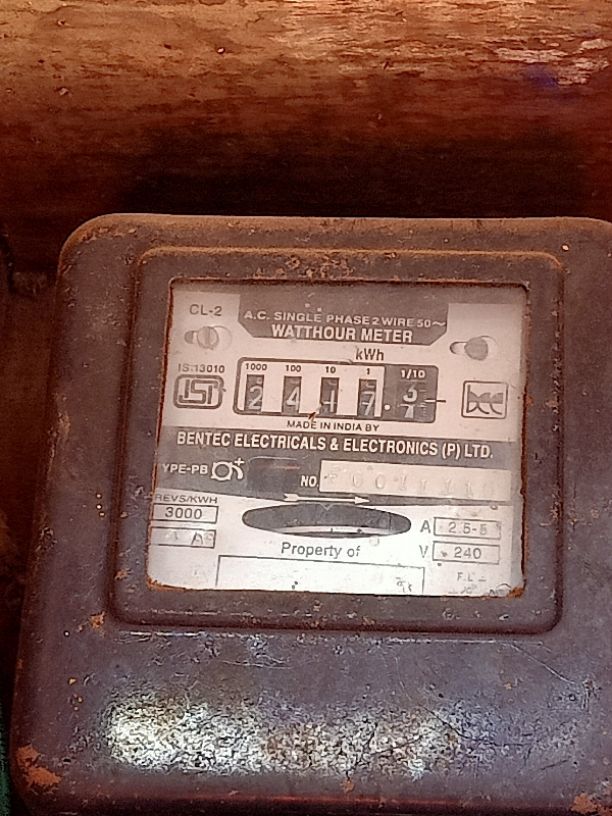 CL-2
A.C. SINGLE PHASE 2 WIRE 50~
WATTHOUR METER
kWh
IS:13010
1000 100 10 1 1/10
ISI
2 4 1 7 .
MADE IN INDIA BY
BENTEC ELECTRICALS & ELECTRONICS (P) LTD.
YPE-PB
NO.
REVS/KWH
3000
A 2.5-5
V 240
Property of